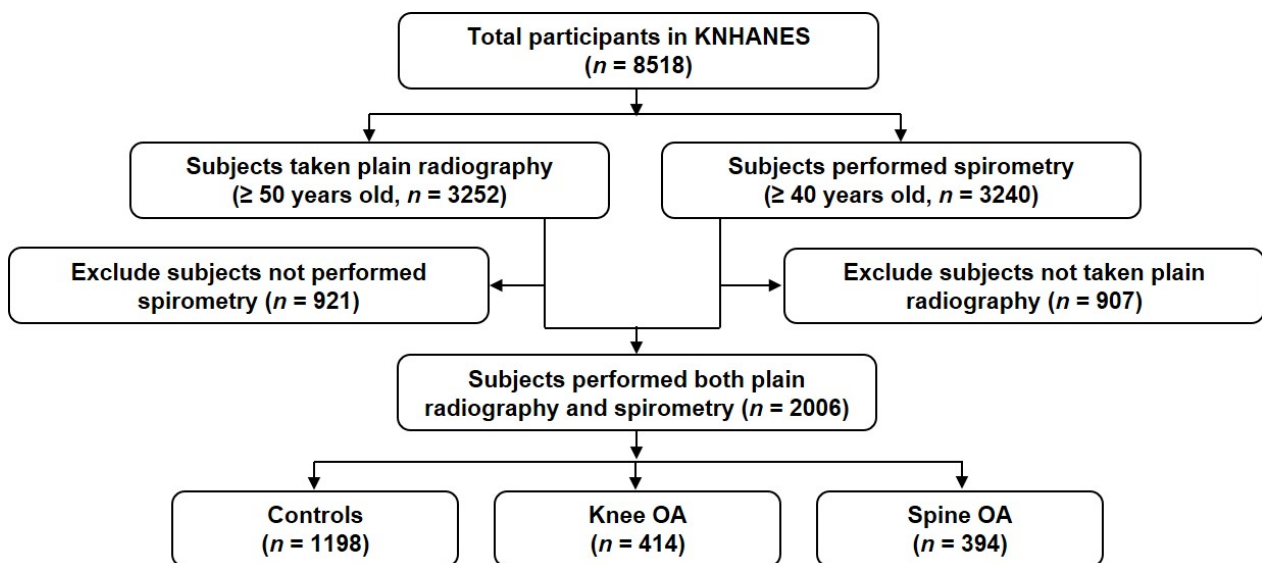 Total participants in KNHANES
(n = 8518)
Subjects taken plain radiography
(≥ 50 years old, n = 3252)
Subjects performed spirometry
(≥ 40 years old, n = 3240)
Exclude subjects not performed
spirometry (n = 921)
Exclude subjects not taken plain
radiography (n = 907)
Subjects performed both plain
radiography and spirometry (n = 2006)
Controls
(n = 1198)
Knee OA
(n = 414)
Spine OA
(n = 394)